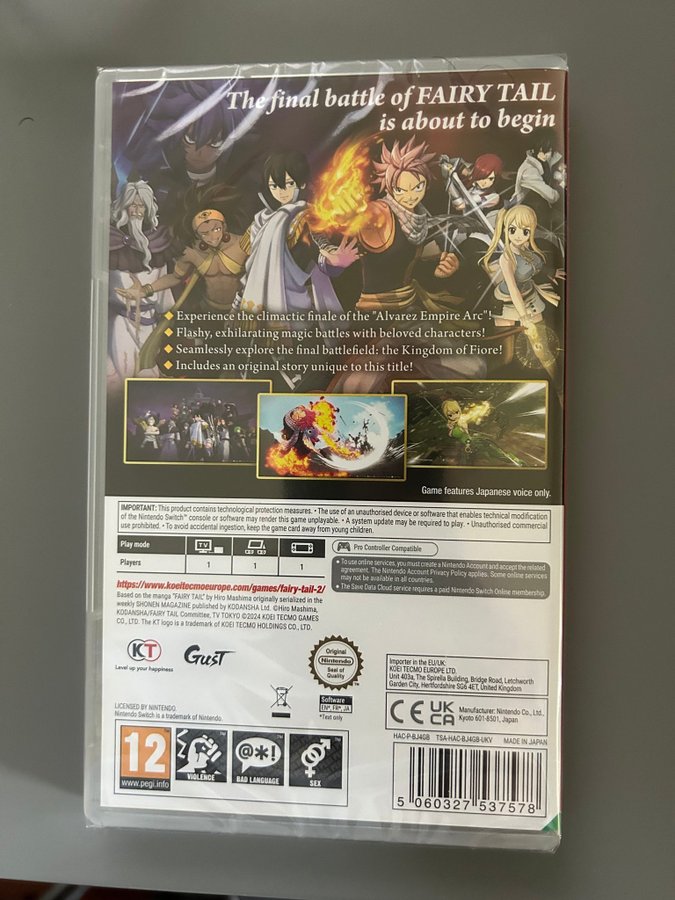 The final battle of FAIRY TAIL
is about to begin
Experience the climactic finale of the "Alvarez Empire Arc"!
Flashy, exhilarating magic battles with beloved characters!
Seamlessly explore the final battlefield: the Kingdom of Fiore!
Includes an original story unique to this title!
Game features Japanese voice only.
IMPORTANT: This product contains technological protection measures. • The use of an unauthorised device or software that enables technical modification
of the Nintendo Switch™ console or software may render this game unplayable. • A system update may be required to play. • Unauthorised commercial
use prohibited. • To avoid accidental ingestion, keep the game card away from young children.
Play mode
TV
Players
1
1
1
Pro Controller Compatible
• To use online services, you must create a Nintendo Account and accept the related
agreement. The Nintendo Account Privacy Policy applies. Some online services
may not be available in all countries.
• The Save Data Cloud service requires a paid Nintendo Switch Online membership.
https://www.koeitecmoeurope.com/games/fairy-tail-2/
Based on the manga "FAIRY TAIL" by Hiro Mashima originally serialized in the
weekly SHONEN MAGAZINE published by KODANSHA Ltd. ©Hiro Mashima,
KODANSHA/FAIRY TAIL Committee, TV TOKYO ©2024 KOEI TECMO GAMES
CO., LTD. The KT logo is a trademark of KOEI TECMO HOLDINGS CO., LTD.
KT
Level up your happiness
GUST
Original
Nintendo
Seal of
Quality
Software
EN*, FR*, JA
*Text only
LICENSED BY NINTENDO.
Nintendo Switch is a trademark of Nintendo.
Importer in the EU/UK:
KOEI TECMO EUROPE LTD.
Unit 403a, The Spirella Building, Bridge Road, Letchworth
Garden City, Hertfordshire SG6 4ET, United Kingdom
CE UK
CA
Manufacturer: Nintendo Co., Ltd.,
Kyoto 601-8501, Japan
HAC-P-BJ4GB TSA-HAC-BJ4GB-UKV MADE IN JAPAN
12
www.pegi.info
VIOLENCE
@*!
BAD LANGUAGE
SEX
5 060327 537578